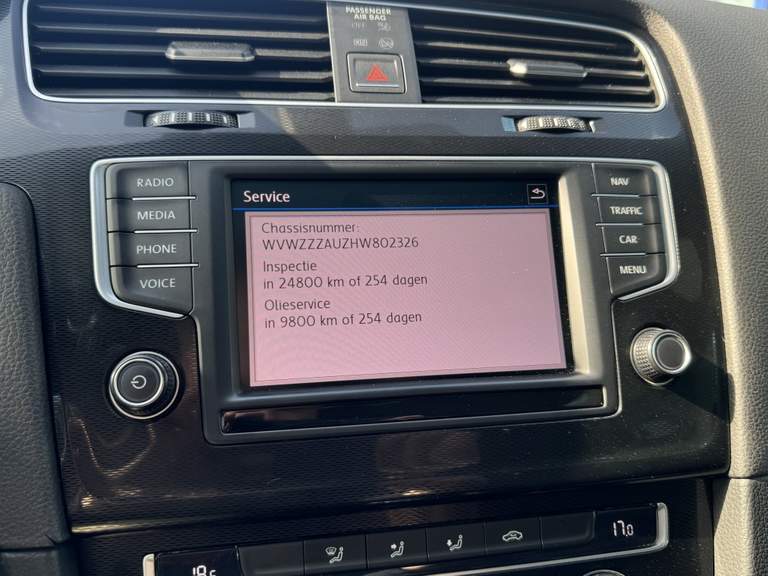 PASSENGER
AIR BAG
OFF
RADIO
MEDIA
PHONE
VOICE
NAV
TRAFFIC
CAR
MENU
Service
Chassisnummer:
WVWZZZAUZHW802326
Inspectie
in 24800 km of 254 dagen
Olieservice
in 9800 km of 254 dagen
17.0